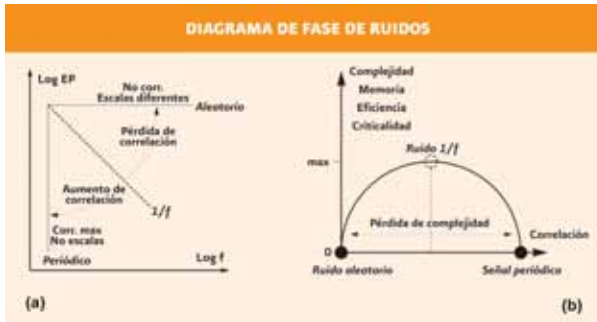 DIAGRAMA DE FASE DE RUIDOS
Log EP
No corr.
Escalas diferentes
Aleatorio
Pérdida de
correlación
Aumento de
correlación
1/f
Corr. max
No escalas
Periódico
Log f
(a)
Complejidad
Memoria
Eficiencia
Criticalidad
Ruido 1/f
max
Pérdida de complejidad
Correlación
0
Ruido aleatorio
Señal periódica
(b)